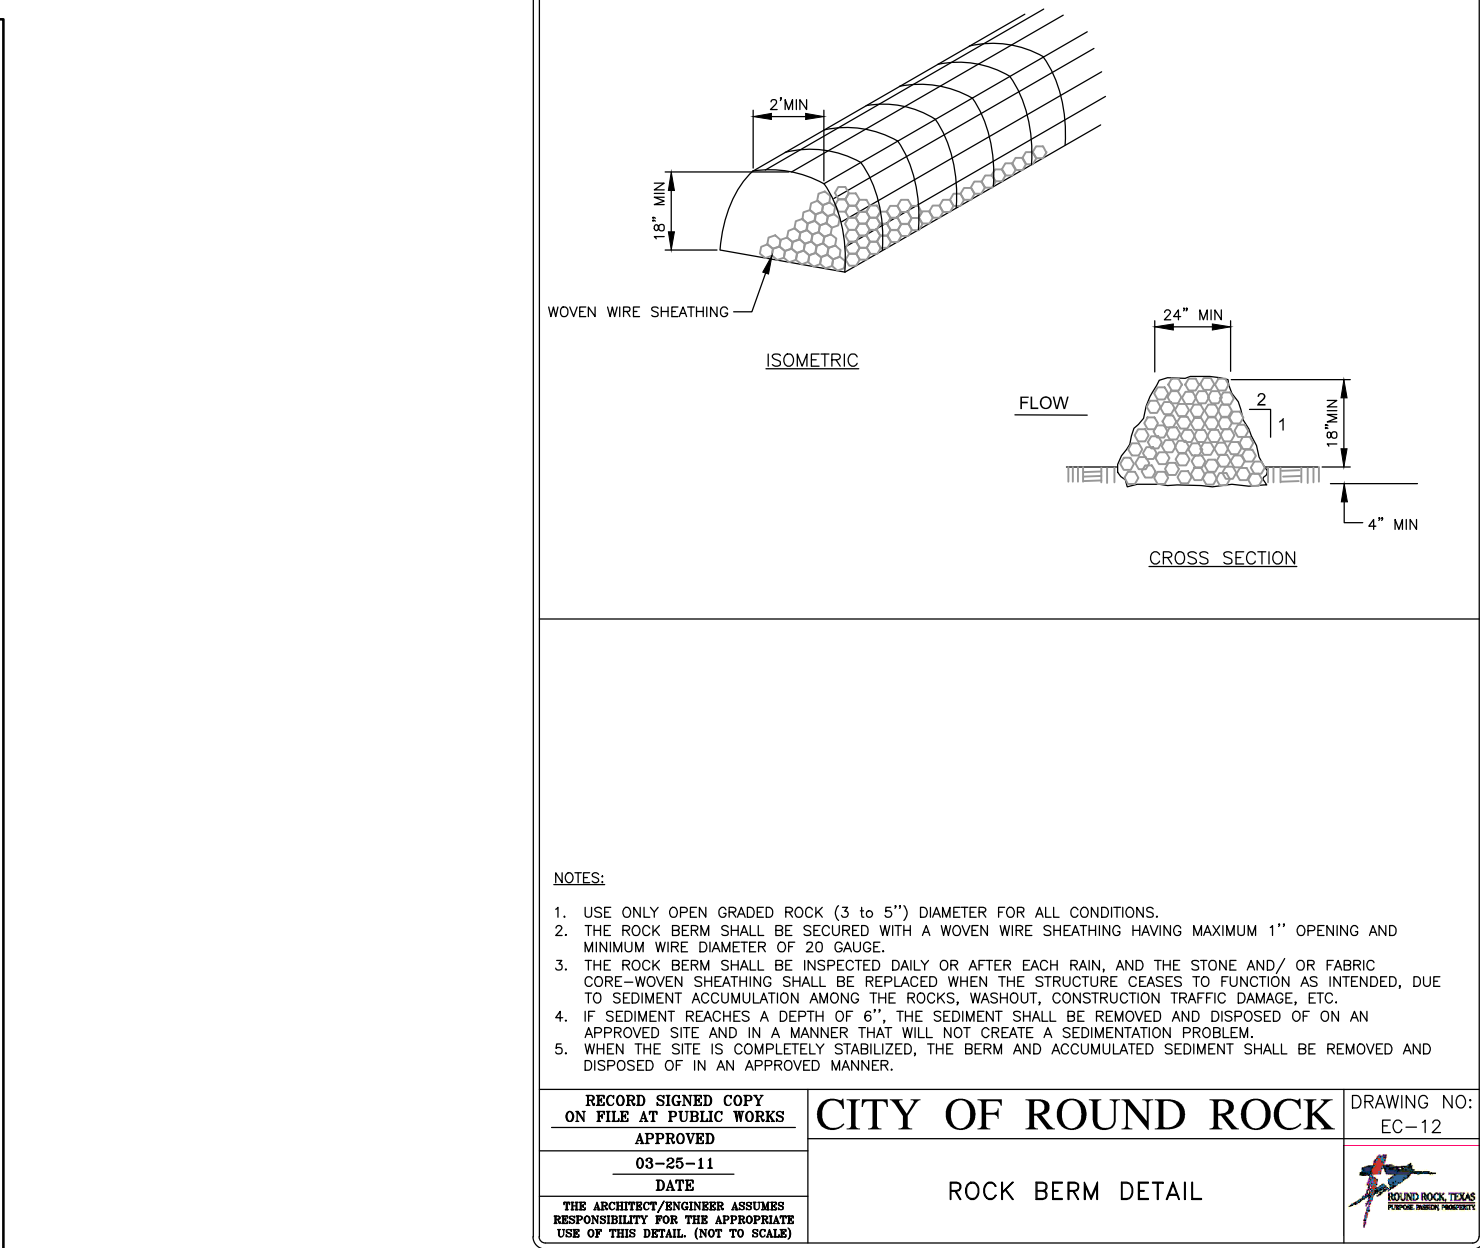 2'MIN
18" MIN
WOVEN WIRE SHEATHING
ISOMETRIC
24" MIN
FLOW
2
1
18"MIN
4" MIN
CROSS SECTION
NOTES:
1. USE ONLY OPEN GRADED ROCK (3 to 5'') DIAMETER FOR ALL CONDITIONS.
2. THE ROCK BERM SHALL BE SECURED WITH A WOVEN WIRE SHEATHING HAVING MAXIMUM 1'' OPENING AND
MINIMUM WIRE DIAMETER OF 20 GAUGE.
3. THE ROCK BERM SHALL BE INSPECTED DAILY OR AFTER EACH RAIN, AND THE STONE AND/ OR FABRIC
CORE-WOVEN SHEATHING SHALL BE REPLACED WHEN THE STRUCTURE CEASES TO FUNCTION AS INTENDED, DUE
TO SEDIMENT ACCUMULATION AMONG THE ROCKS, WASHOUT, CONSTRUCTION TRAFFIC DAMAGE, ETC.
4. IF SEDIMENT REACHES A DEPTH OF 6'', THE SEDIMENT SHALL BE REMOVED AND DISPOSED OF ON AN
APPROVED SITE AND IN A MANNER THAT WILL NOT CREATE A SEDIMENTATION PROBLEM.
5. WHEN THE SITE IS COMPLETELY STABILIZED, THE BERM AND ACCUMULATED SEDIMENT SHALL BE REMOVED AND
DISPOSED OF IN AN APPROVED MANNER.
RECORD SIGNED COPY
ON FILE AT PUBLIC WORKS
APPROVED
03-25-11
DATE
THE ARCHITECT/ENGINEER ASSUMES
RESPONSIBILITY FOR THE APPROPRIATE
USE OF THIS DETAIL. (NOT TO SCALE)
CITY OF ROUND ROCK
ROCK BERM DETAIL
DRAWING NO:
EC-12
ROUND ROCK, TEXAS
PURPOSE. PASSION. PROSPERITY.